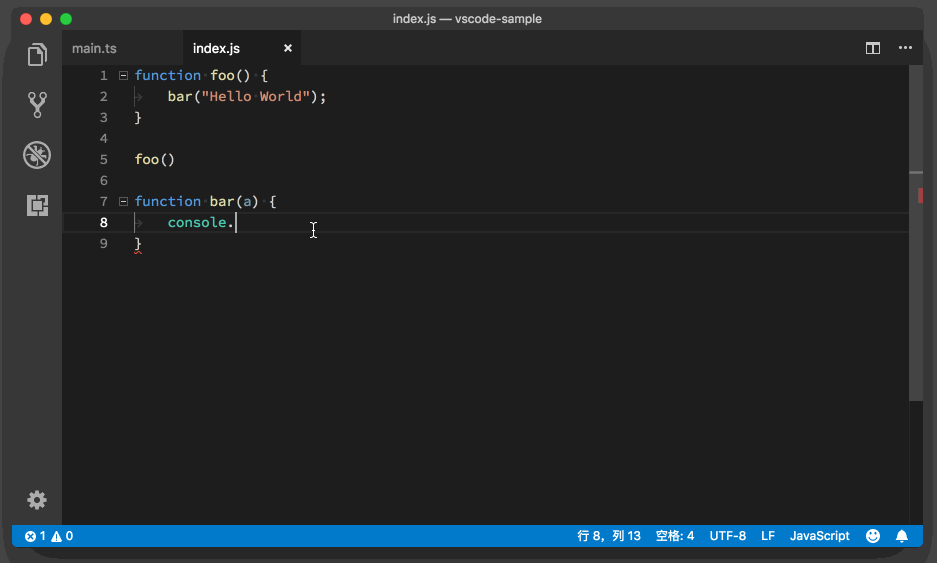 index.js — vscode-sample
main.ts index.js
1 function foo() {
2 bar("Hello World");
3 }
4
5 foo()
6
7 function bar(a) {
8 console.
9 }
1 0 行 8，列 13 空格: 4 UTF-8 LF JavaScript